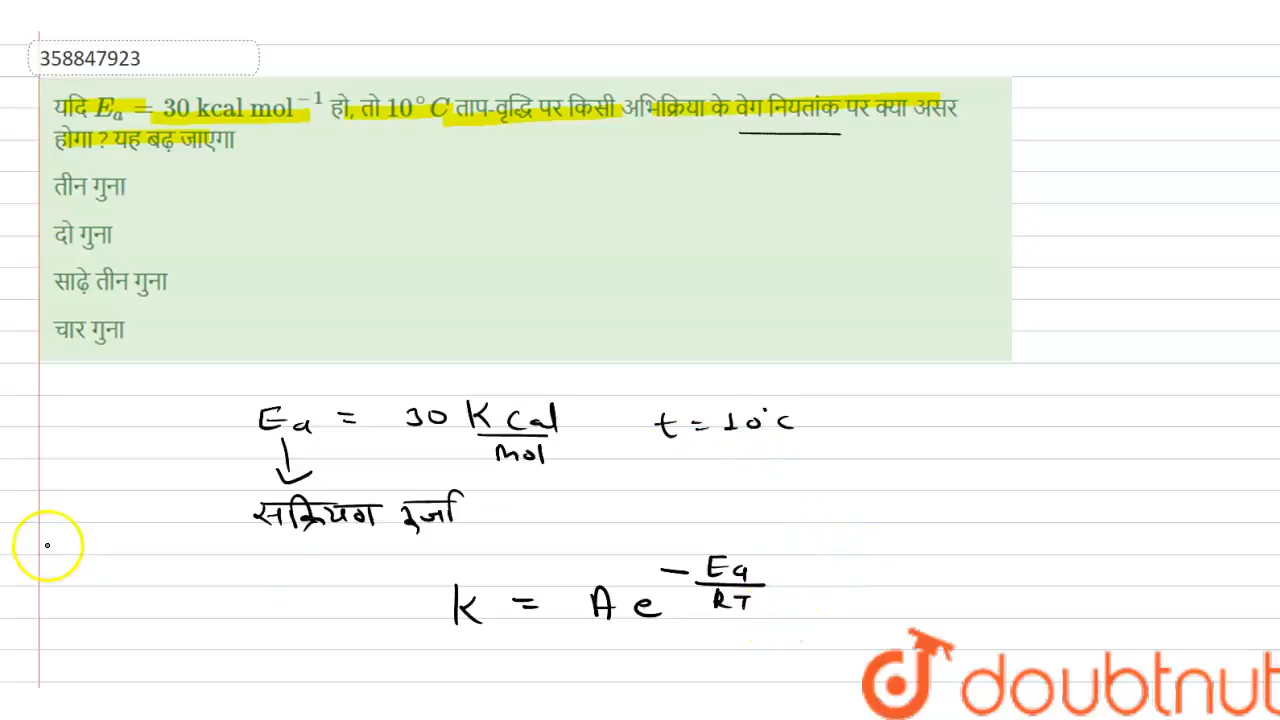 358847923
यदि E_a = 30 kcal mol^{-1} हो, तो 10°C ताप-वृद्धि पर किसी अभिक्रिया के वेग नियतांक पर क्या असर
होगा ? यह बढ़ जाएगा
तीन गुना
दो गुना
साढ़े तीन गुना
चार गुना
Ea = 30 K Cal/mol t = 10°C
सक्रियण ऊर्जा
K = A e^{-Ea/RT}
doubtnut